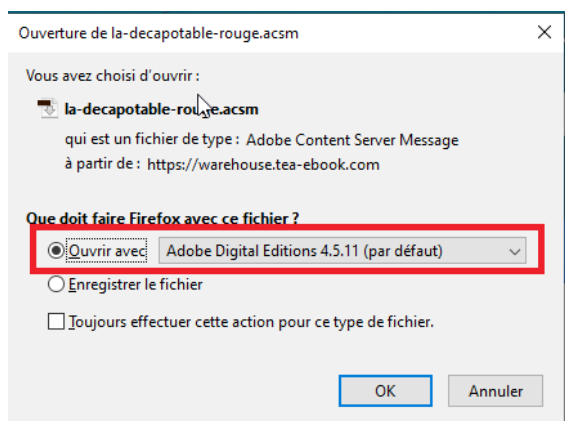 Ouverture de la-decapotable-rouge.acsm
Vous avez choisi d'ouvrir :
la-decapotable-rouge.acsm
qui est un fichier de type : Adobe Content Server Message
à partir de : https://warehouse.tea-ebook.com
Que doit faire Firefox avec ce fichier ?
Ouvrir avec Adobe Digital Editions 4.5.11 (par défaut)
Enregistrer le fichier
Toujours effectuer cette action pour ce type de fichier.
OK Annuler